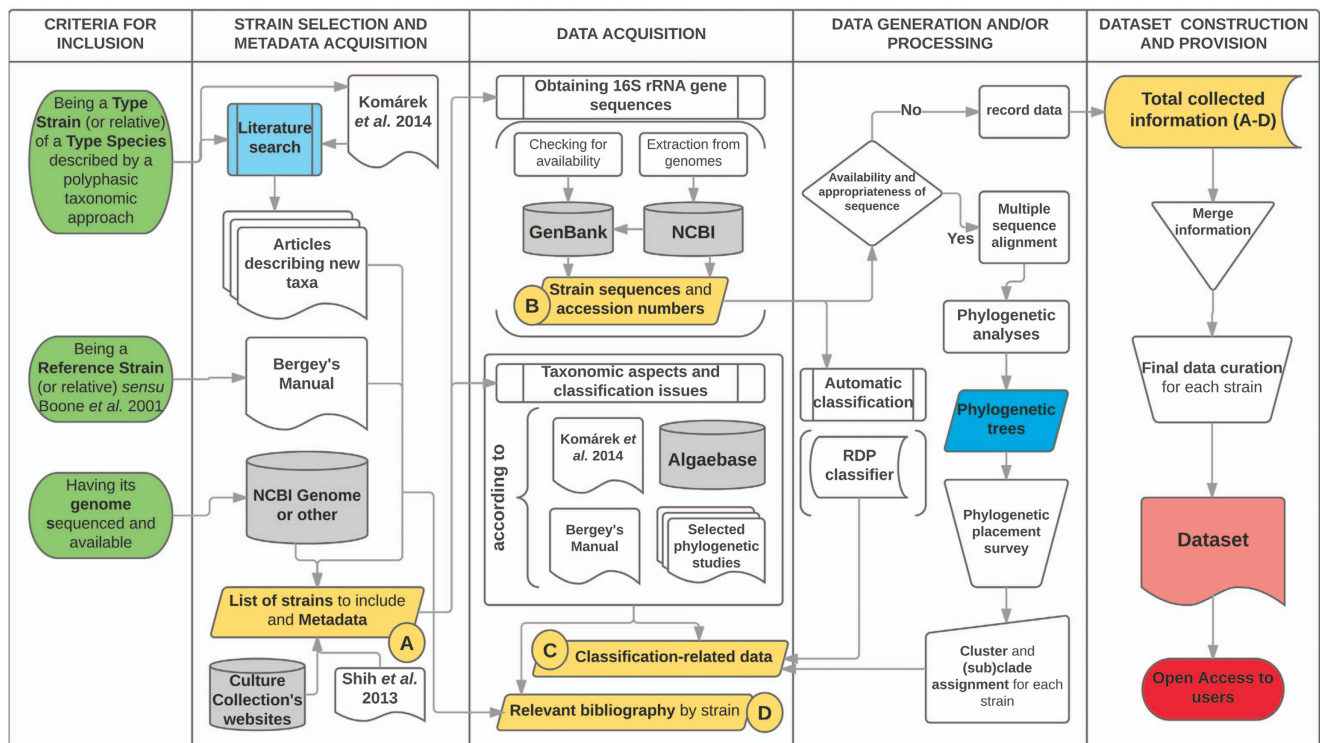 CRITERIA FOR
INCLUSION
STRAIN SELECTION AND
METADATA ACQUISITION
DATA ACQUISITION
DATA GENERATION AND/OR
PROCESSING
DATASET CONSTRUCTION
AND PROVISION
Being a Type
Strain (or relative)
of a Type Species
described by a
polyphasic
taxonomic
approach
Being a
Reference Strain
(or relative) sensu
Boone et al. 2001
Having its
genome
sequenced and
available
Komárek
et al. 2014
Literature
search
Articles
describing new
taxa
Bergey's
Manual
NCBI Genome
or other
List of strains to include
and Metadata
A
Culture
Collection's
websites
Shih et al.
2013
Obtaining 16S rRNA gene
sequences
Checking for
availability
Extraction from
genomes
GenBank
NCBI
B
Strain sequences and
accession numbers
Taxonomic aspects and
classification issues
according to
Komárek et
al. 2014
Algaebase
Bergey's
Manual
Selected
phylogenetic
studies
C
Classification-related data
Relevant bibliography by strain
D
No
record data
Availability and
appropriateness of
sequence
Yes
Multiple
sequence
alignment
Phylogenetic
analyses
Automatic
classification
Phylogenetic
trees
RDP
classifier
Phylogenetic
placement
survey
Cluster and
(sub)clade
assignment for each
strain
Total collected
information (A-D)
Merge
information
Final data curation
for each strain
Dataset
Open Access to
users